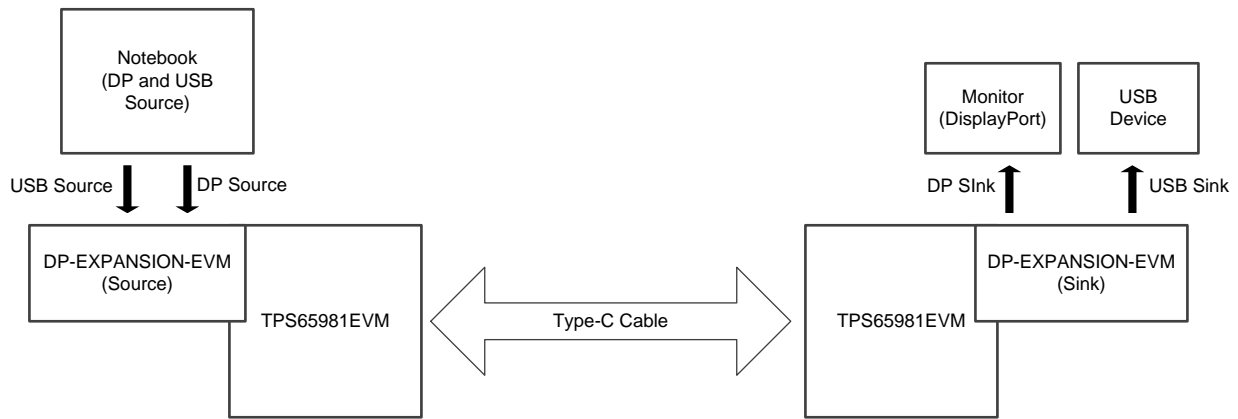 Notebook
(DP and USB
Source)
Monitor
(DisplayPort)
USB
Device
USB Source
DP Source
DP SInk
USB Sink
DP-EXPANSION-EVM
(Source)
TPS65981EVM
Type-C Cable
TPS65981EVM
DP-EXPANSION-EVM
(Sink)